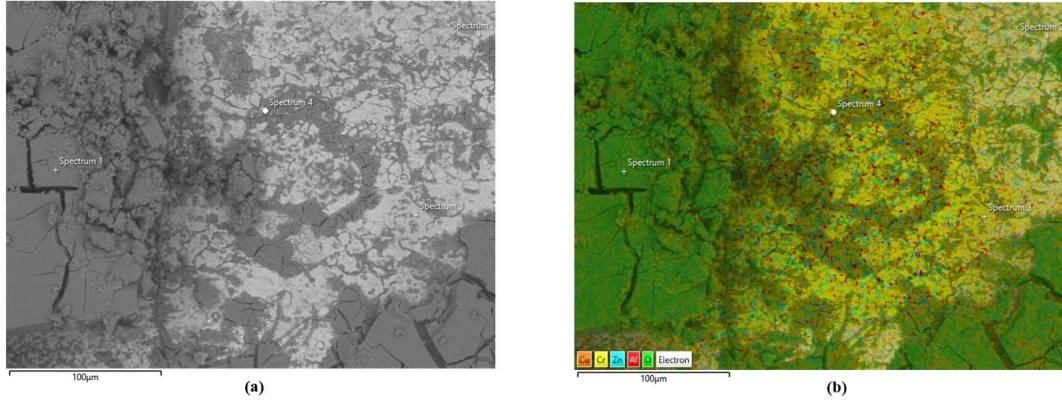 Spectrum
Spectrum 4
Spectrum 1
Spectrum 3
100μm
(a)
Spectrum 2
Spectrum 4
Spectrum 1
Spectrum 3
Cu Cr Zn Al O Electron
100μm
(b)